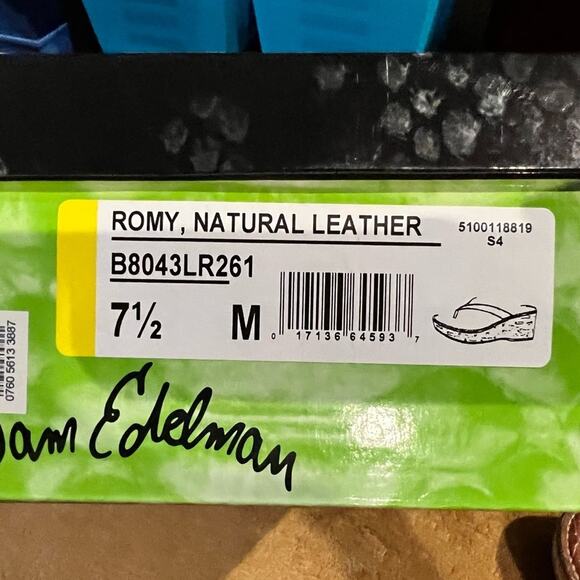 ROMY, NATURAL LEATHER
5100118819
S4
B8043LR261
7½ M
0 17136 64593 7
0760 5613 3887
Sam Edelman